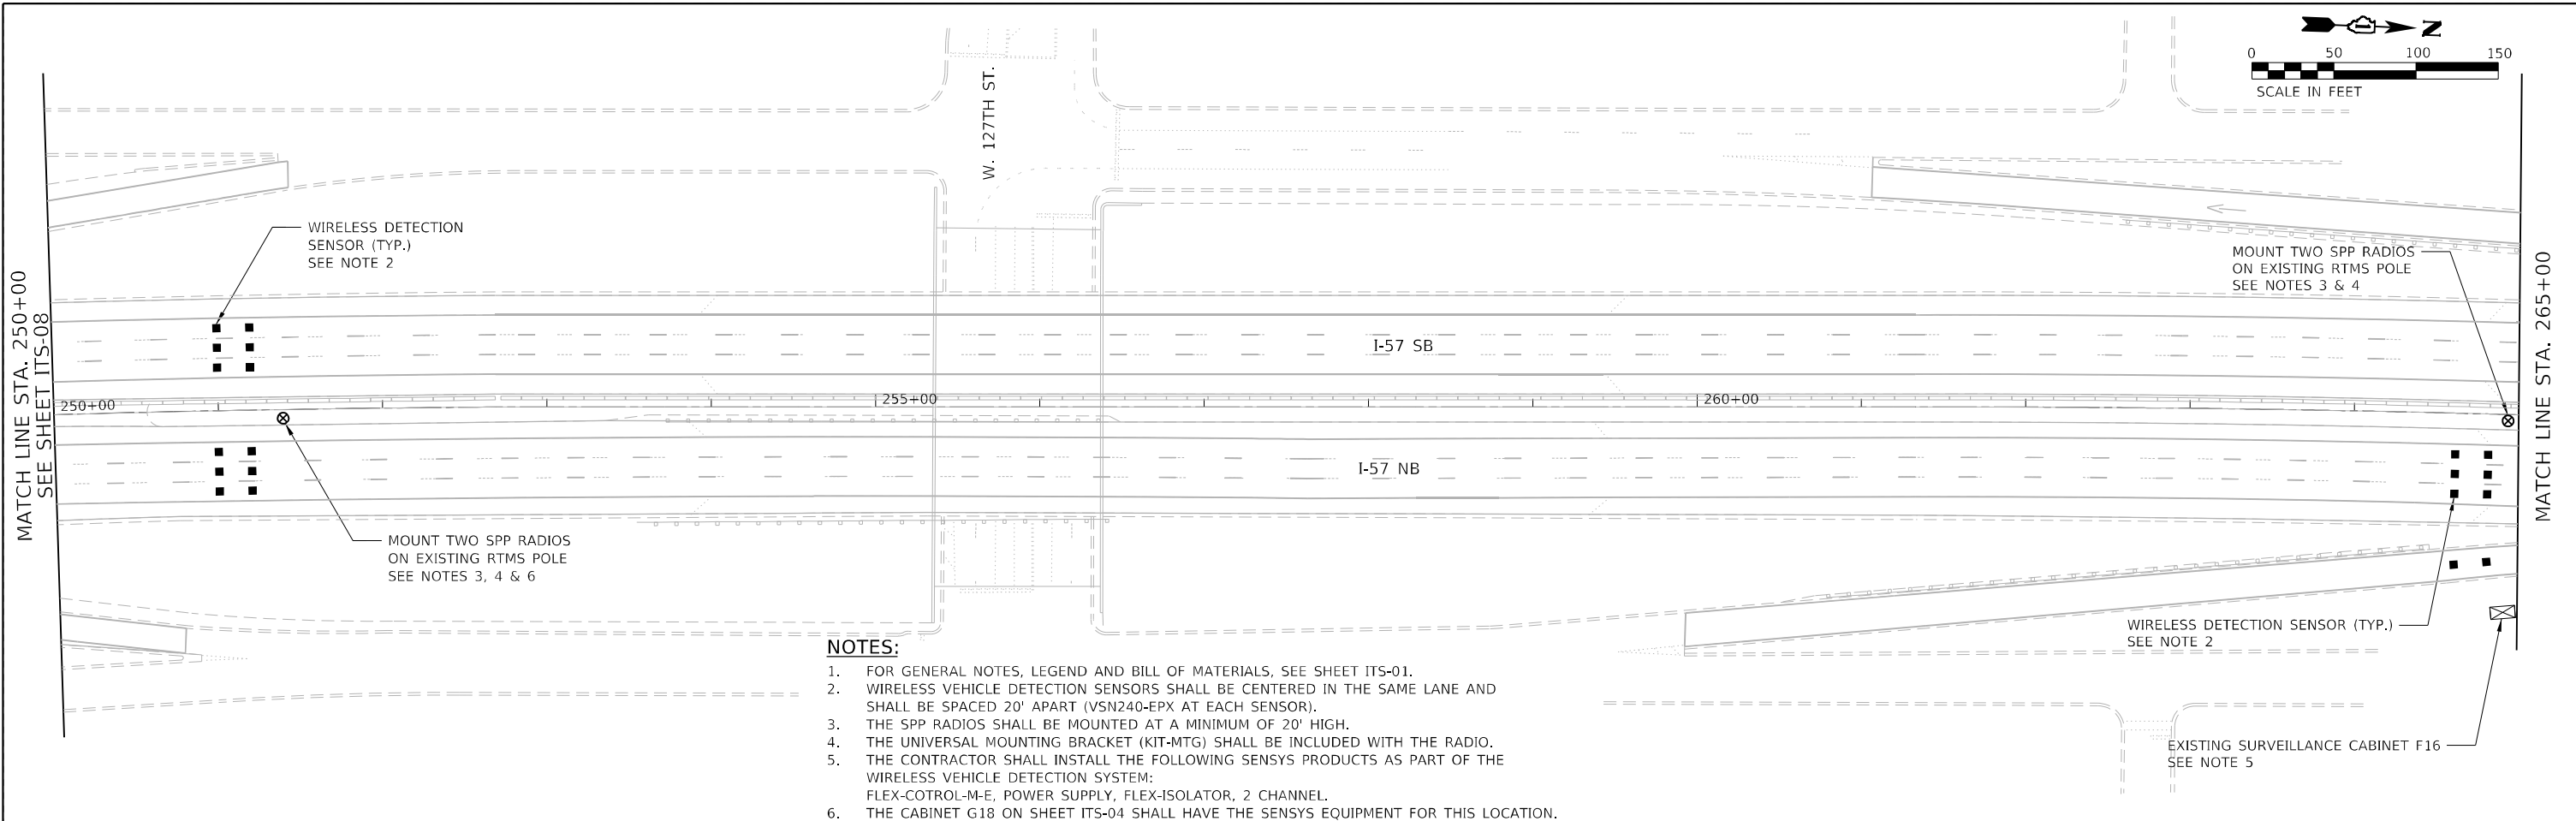 N
0 50 100 150
SCALE IN FEET
W. 127TH ST.
WIRELESS DETECTION
SENSOR (TYP.)
SEE NOTE 2
MOUNT TWO SPP RADIOS
ON EXISTING RTMS POLE
SEE NOTES 3 & 4
MATCH LINE STA. 250+00
SEE SHEET ITS-08
MATCH LINE STA. 265+00
I-57 SB
250+00
255+00
260+00
I-57 NB
MOUNT TWO SPP RADIOS
ON EXISTING RTMS POLE
SEE NOTES 3, 4 & 6
WIRELESS DETECTION SENSOR (TYP.)
SEE NOTE 2
EXISTING SURVEILLANCE CABINET F16
SEE NOTE 5
NOTES:
1. FOR GENERAL NOTES, LEGEND AND BILL OF MATERIALS, SEE SHEET ITS-01.
2. WIRELESS VEHICLE DETECTION SENSORS SHALL BE CENTERED IN THE SAME LANE AND
SHALL BE SPACED 20' APART (VSN240-EPX AT EACH SENSOR).
3. THE SPP RADIOS SHALL BE MOUNTED AT A MINIMUM OF 20' HIGH.
4. THE UNIVERSAL MOUNTING BRACKET (KIT-MTG) SHALL BE INCLUDED WITH THE RADIO.
5. THE CONTRACTOR SHALL INSTALL THE FOLLOWING SENSYS PRODUCTS AS PART OF THE
WIRELESS VEHICLE DETECTION SYSTEM:
FLEX-COTROL-M-E, POWER SUPPLY, FLEX-ISOLATOR, 2 CHANNEL.
6. THE CABINET G18 ON SHEET ITS-04 SHALL HAVE THE SENSYS EQUIPMENT FOR THIS LOCATION.